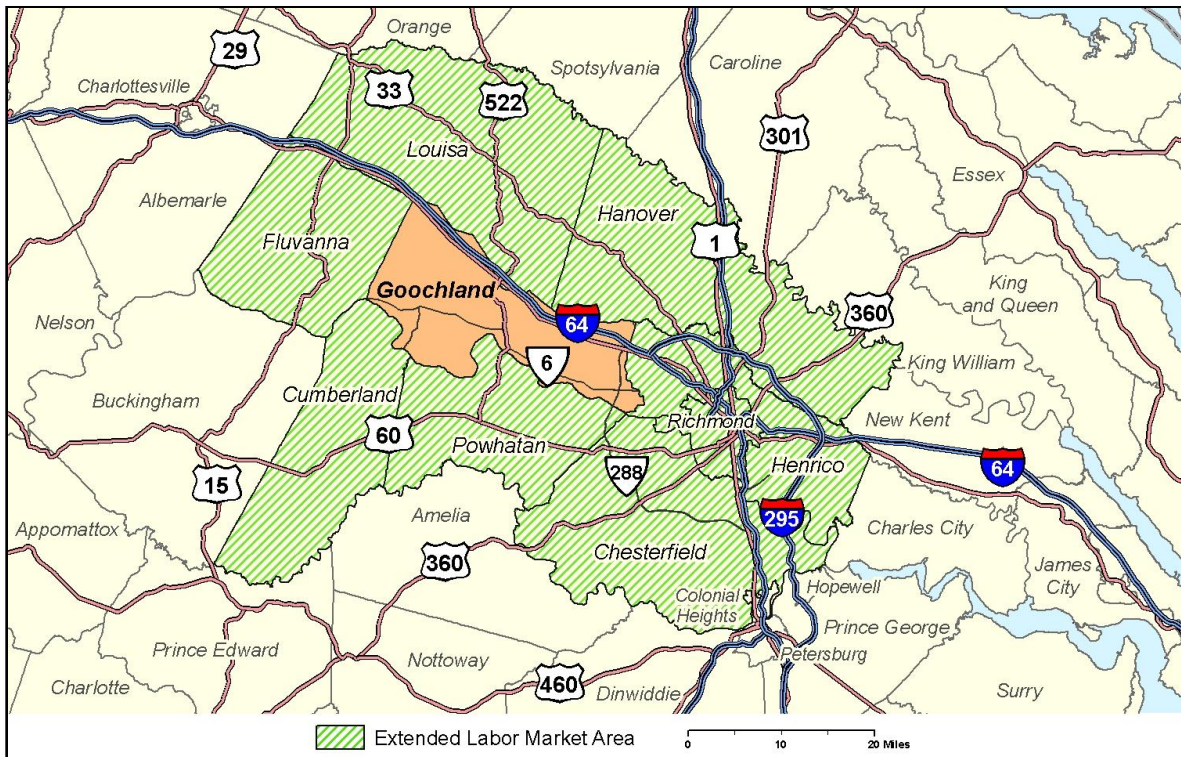 Orange
29
Spotsylvania
Caroline
Charlottesville
33
522
301
Louisa
Essex
Albemarle
Hanover
1
Fluvanna
Goochland
King
and Queen
360
Nelson
64
6
King William
Cumberland
Buckingham
Richmond
New Kent
60
Powhatan
Henrico
64
288
15
Amelia
295
Appomattox
Charles City
Chesterfield
360
James
City
Hopewell
Colonial
Heights
Prince George
Prince Edward
Petersburg
Nottoway
Charlotte
460
Dinwiddie
Surry
Extended Labor Market Area
0 10 20 Miles